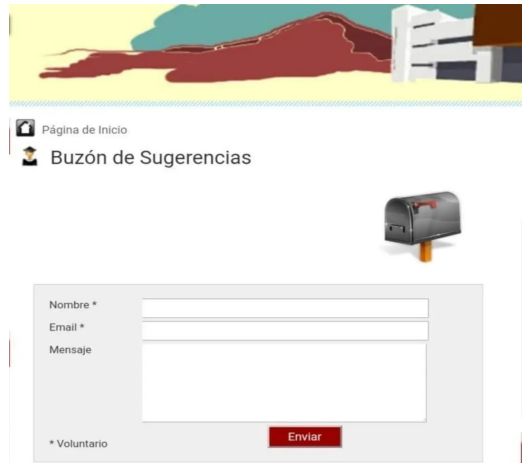 Página de Inicio
Buzón de Sugerencias
Nombre *
Email *
Mensaje
* Voluntario
Enviar